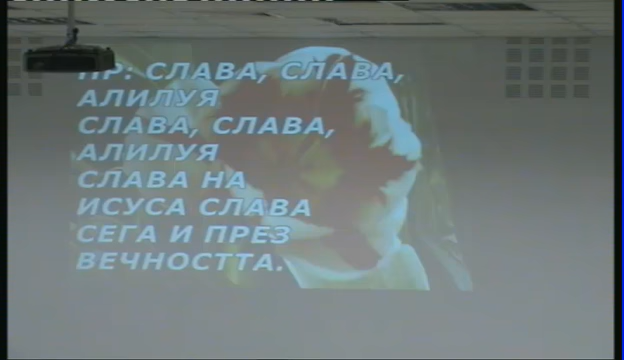 ПР: СЛАВА, СЛАВА,
АЛИЛУЯ
СЛАВА, СЛАВА,
АЛИЛУЯ
СЛАВА НА
ИСУСА СЛАВА
СЕГА И ПРЕЗ
ВЕЧНОСТТА.